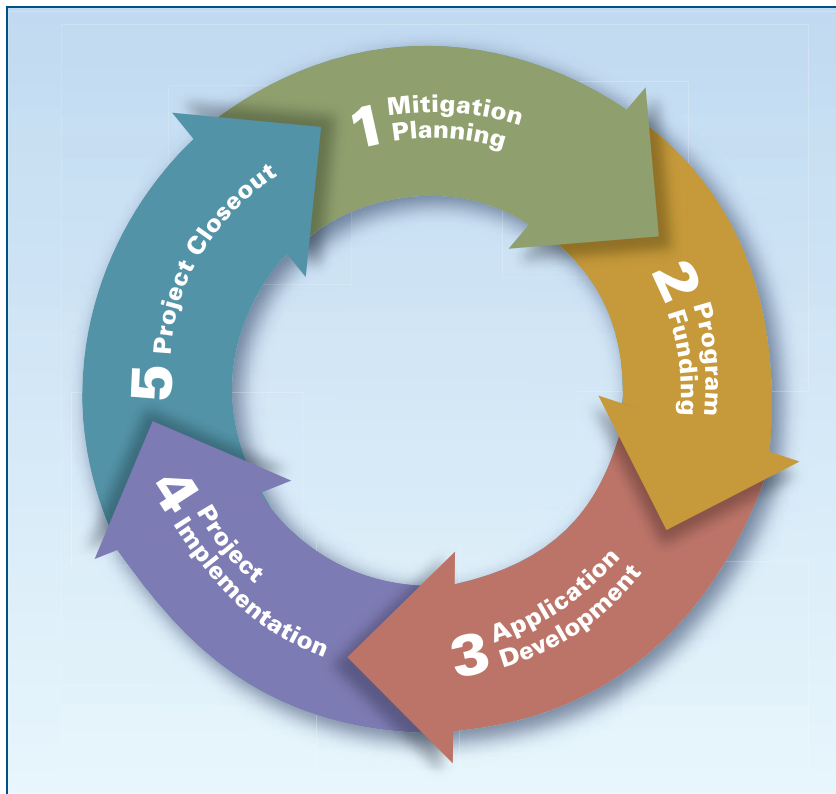 1 Mitigation
Planning
2 Program
Funding
3 Application
Development
4 Project
Implementation
5 Project Closeout